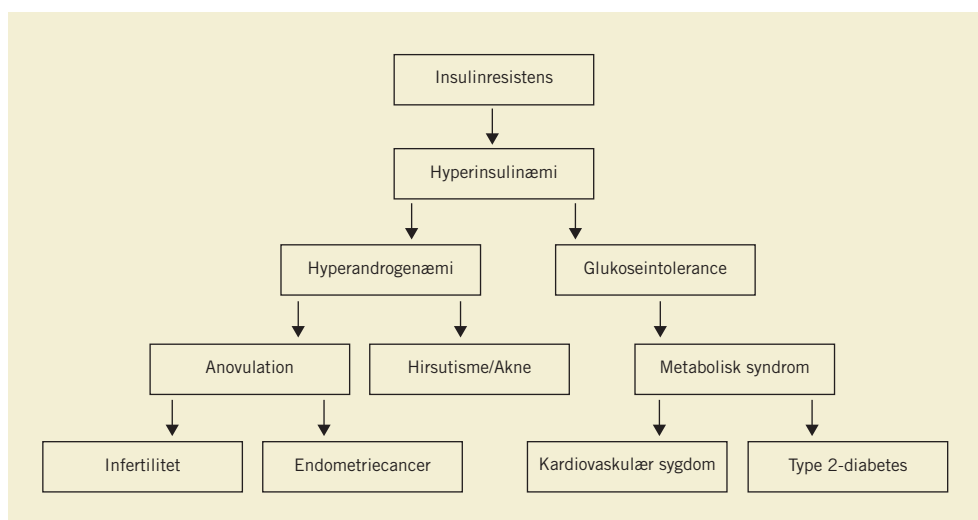 Insulinresistens
Hyperinsulinæmi
Hyperandrogenæmi
Glukoseintolerance
Anovulation
Hirsutisme/Akne
Metabolisk syndrom
Infertilitet
Endometriecancer
Kardiovaskulær sygdom
Type 2-diabetes